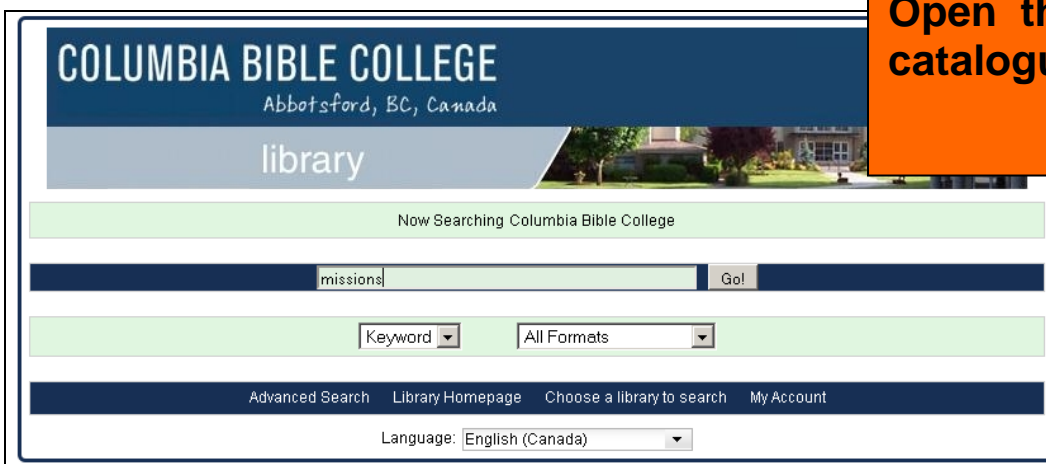 Open
catalogu
COLUMBIA BIBLE COLLEGE
Abbotsford, BC, Canada
library
Now Searching Columbia Bible College
missions Go!
Keyword All Formats
Advanced Search Library Homepage Choose a library to search My Account
Language: English (Canada)